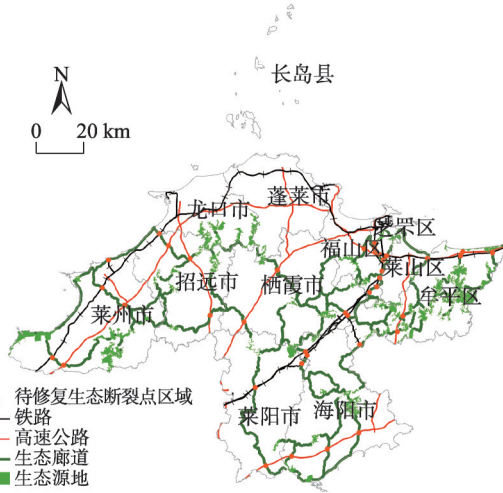 长岛县
N
0 20 km
蓬莱市
龙口市
芝罘区
福山区
莱山区
招远市
栖霞市
牟平区
莱州市
待修复生态断裂点区域
铁路
高速公路
生态廊道
生态源地
莱阳市
海阳市